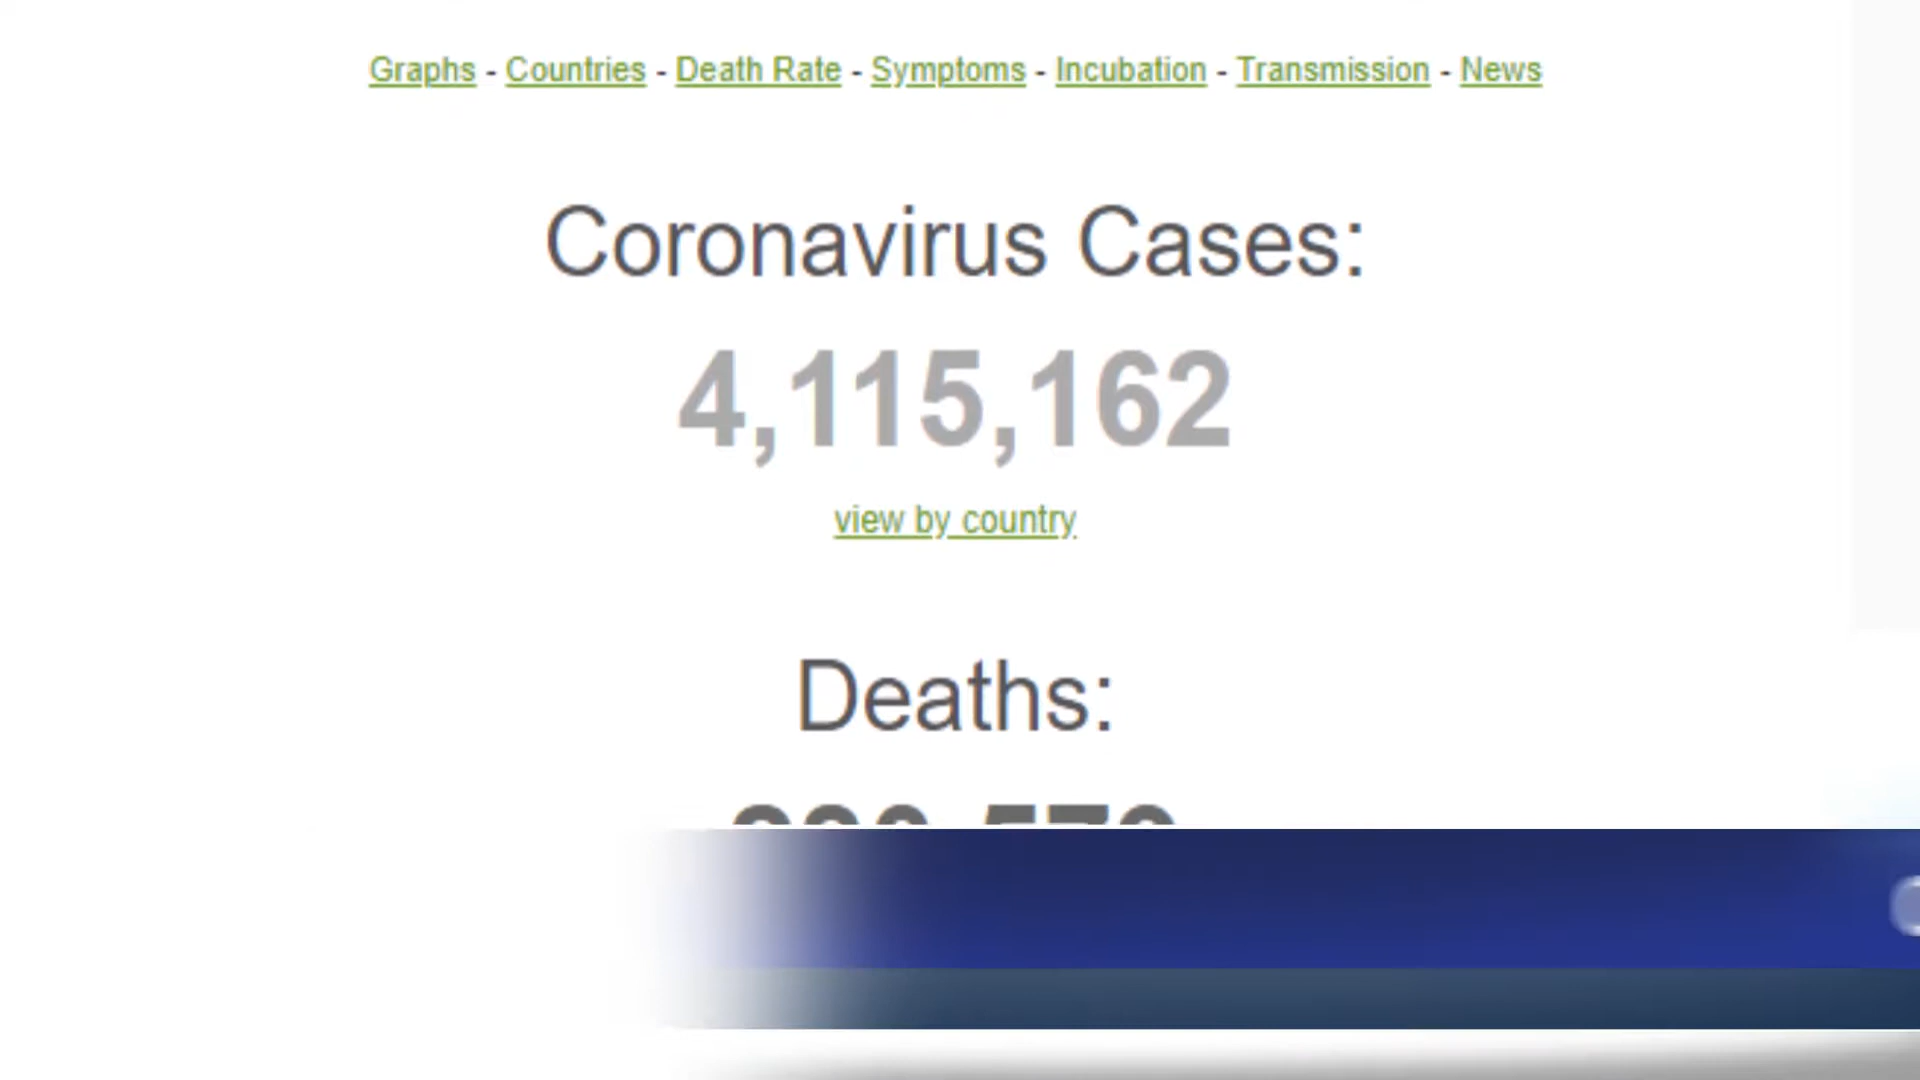 Graphs - Countries - Death Rate - Symptoms - Incubation - Transmission - News
Coronavirus Cases:
4,115,162
view by country
Deaths: